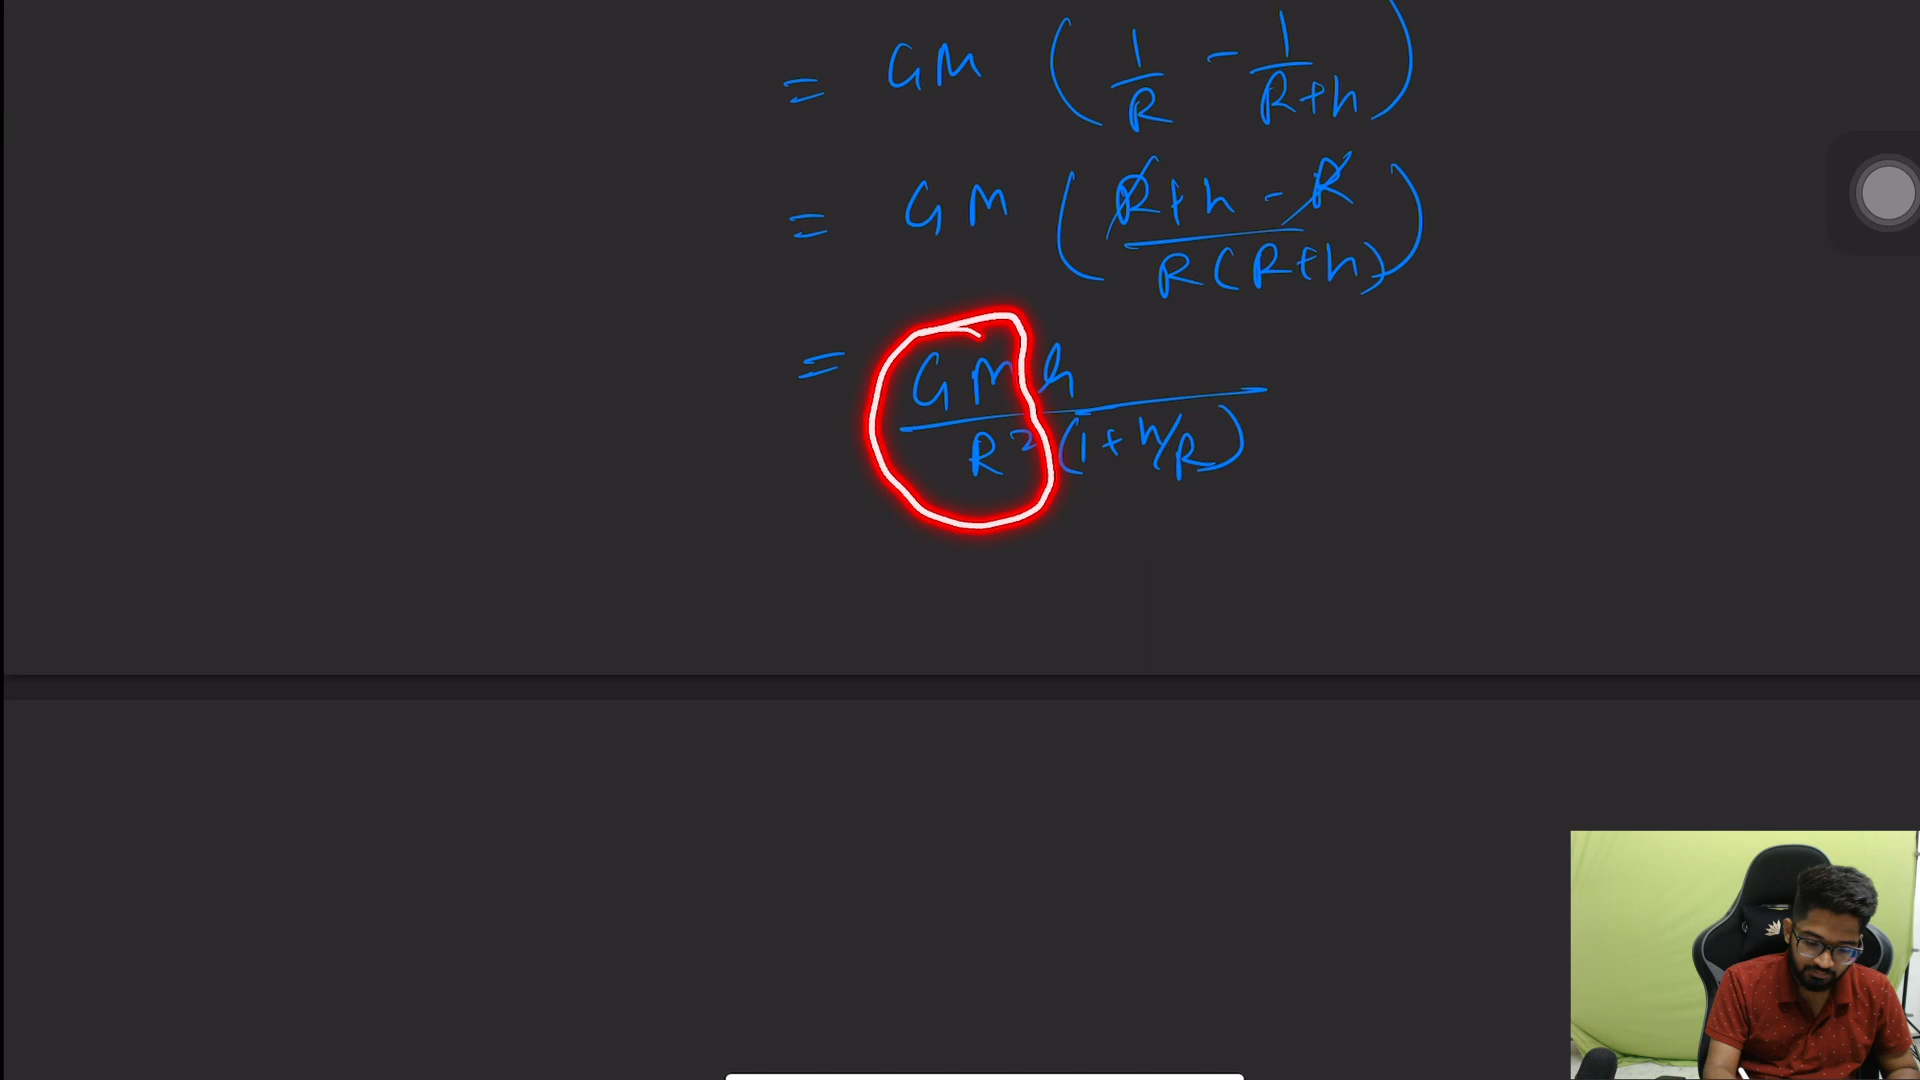 = GM (1/R - 1/R+h)
= GM (R+h-R / R(R+h))
= GMh / R²(1+h/R)